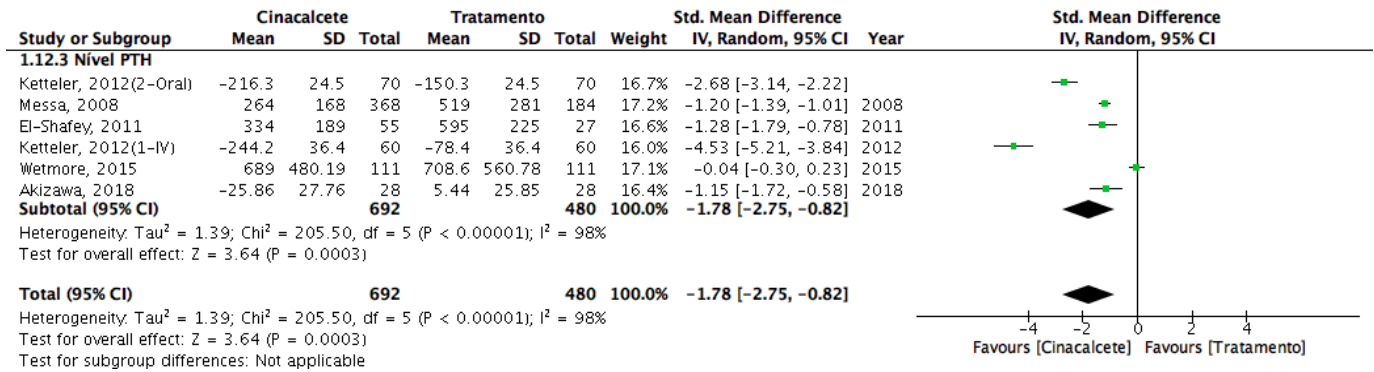 Cinacalcete Tratamento Std. Mean Difference Std. Mean Difference
Study or Subgroup Mean SD Total Mean SD Total Weight IV, Random, 95% CI Year IV, Random, 95% CI
1.12.3 Nível PTH
Ketteler, 2012(2-Oral) −216.3 24.5 70 −150.3 24.5 70 16.7% −2.68 [−3.14, −2.22]
Messa, 2008 264 168 368 519 281 184 17.2% −1.20 [−1.39, −1.01] 2008
El-Shafey, 2011 334 189 55 595 225 27 16.6% −1.28 [−1.79, −0.78] 2011
Ketteler, 2012(1-IV) −244.2 36.4 60 −78.4 36.4 60 16.0% −4.53 [−5.21, −3.84] 2012
Wetmore, 2015 689 480.19 111 708.6 560.78 111 17.1% −0.04 [−0.30, 0.23] 2015
Akizawa, 2018 −25.86 27.76 28 5.44 25.85 28 16.4% −1.15 [−1.72, −0.58] 2018
Subtotal (95% CI) 692 480 100.0% −1.78 [−2.75, −0.82]
Heterogeneity: Tau² = 1.39; Chi² = 205.50, df = 5 (P < 0.00001); I² = 98%
Test for overall effect: Z = 3.64 (P = 0.0003)
Total (95% CI) 692 480 100.0% −1.78 [−2.75, −0.82]
Heterogeneity: Tau² = 1.39; Chi² = 205.50, df = 5 (P < 0.00001); I² = 98%
Test for overall effect: Z = 3.64 (P = 0.0003)
Test for subgroup differences: Not applicable
−4 −2 0 2 4
Favours [Cinacalcete] Favours [Tratamento]